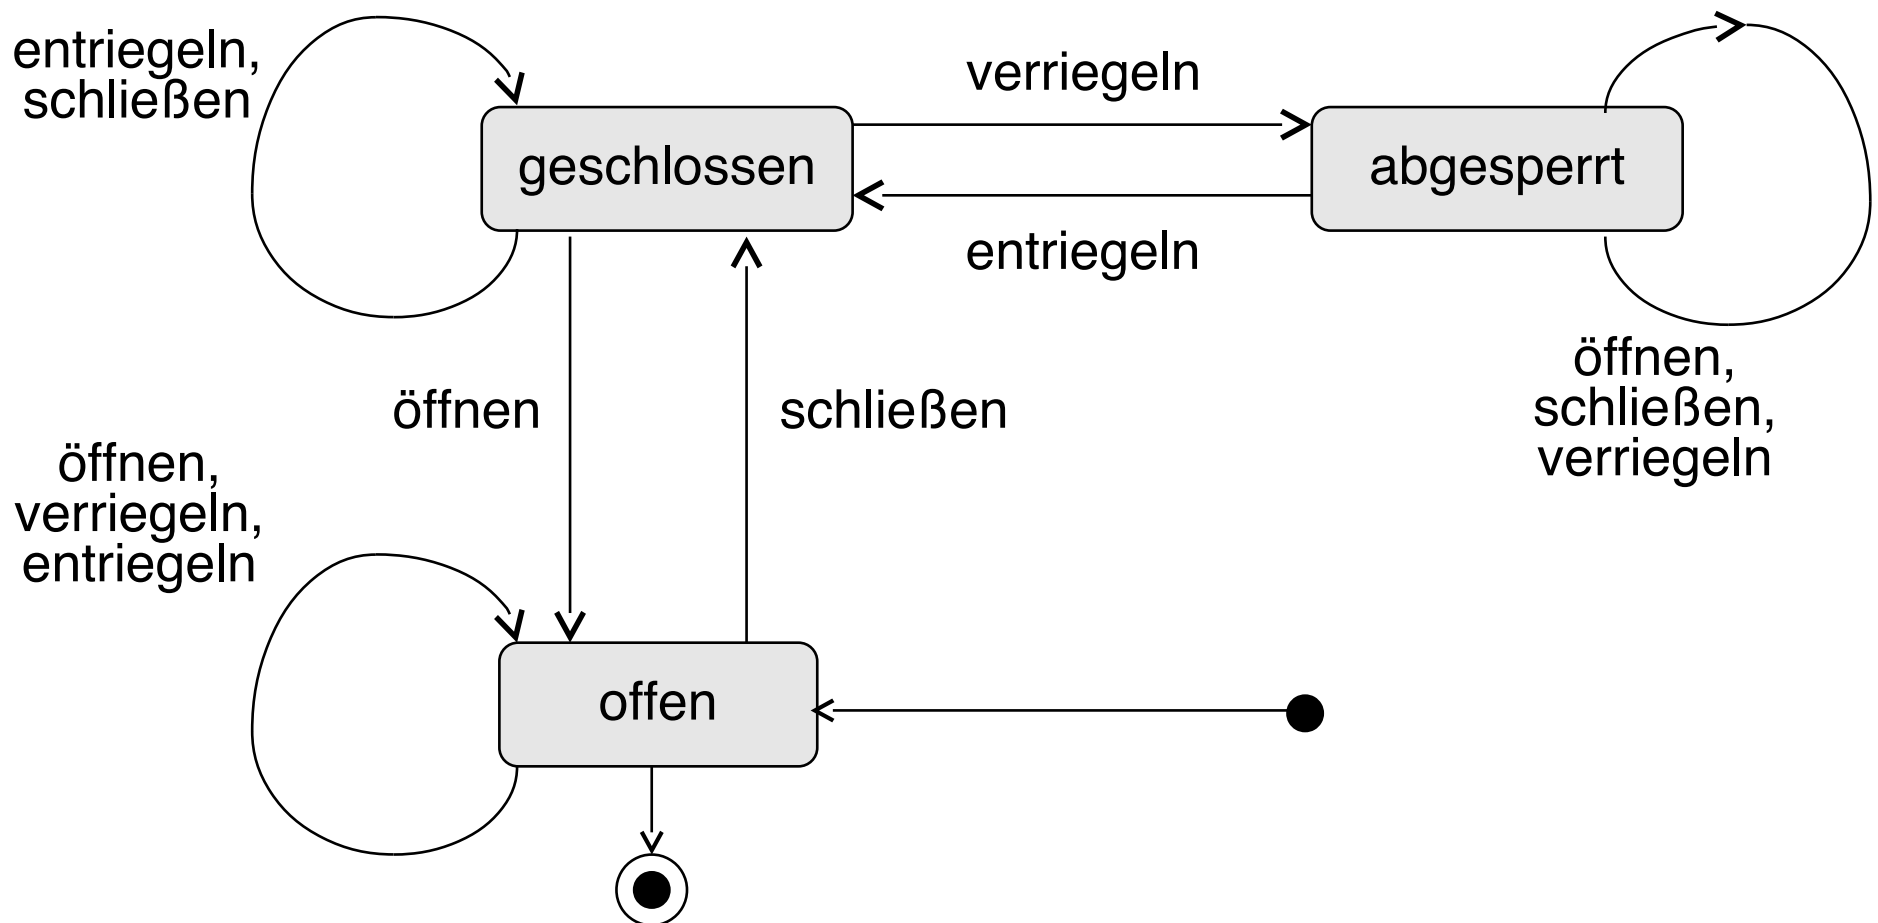 entriegeln,
schließen
verriegeln
geschlossen
abgesperrt
entriegeln
öffnen
schließen
öffnen,
schließen,
verriegeln
öffnen,
verriegeln,
entriegeln
offen